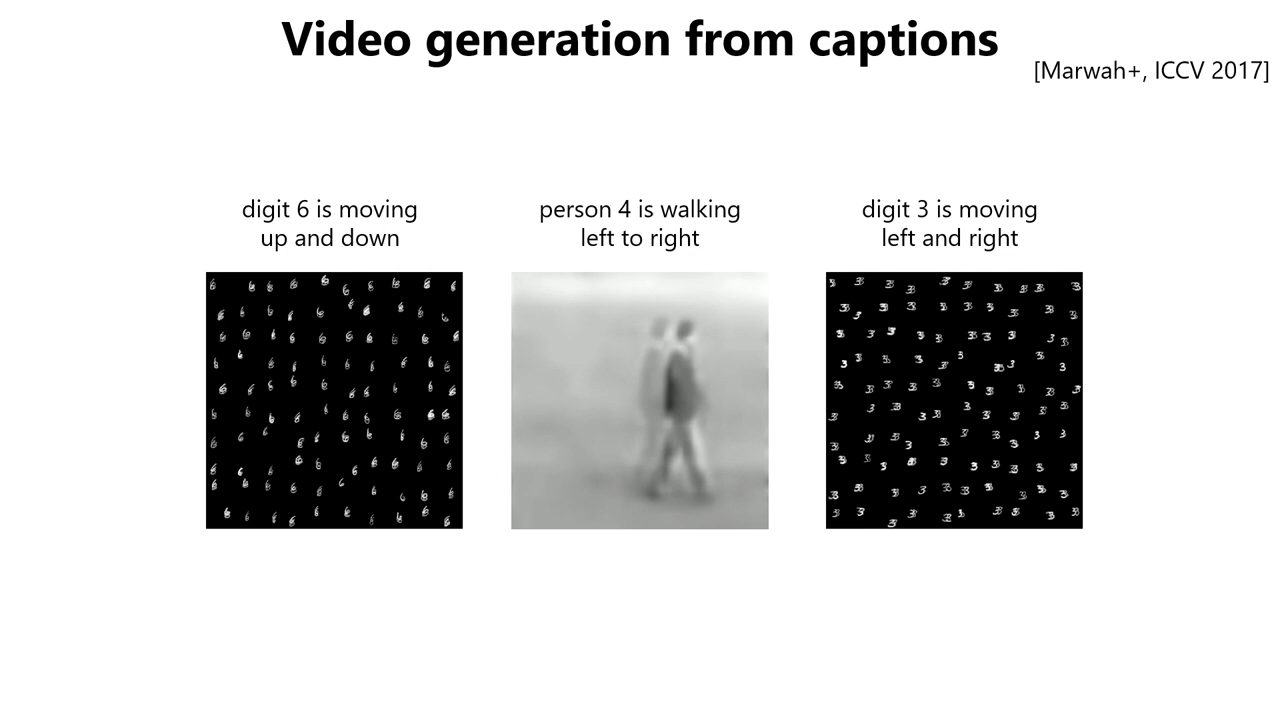 Video generation from captions
[Marwah+, ICCV 2017]
digit 6 is moving
up and down
person 4 is walking
left to right
digit 3 is moving
left and right